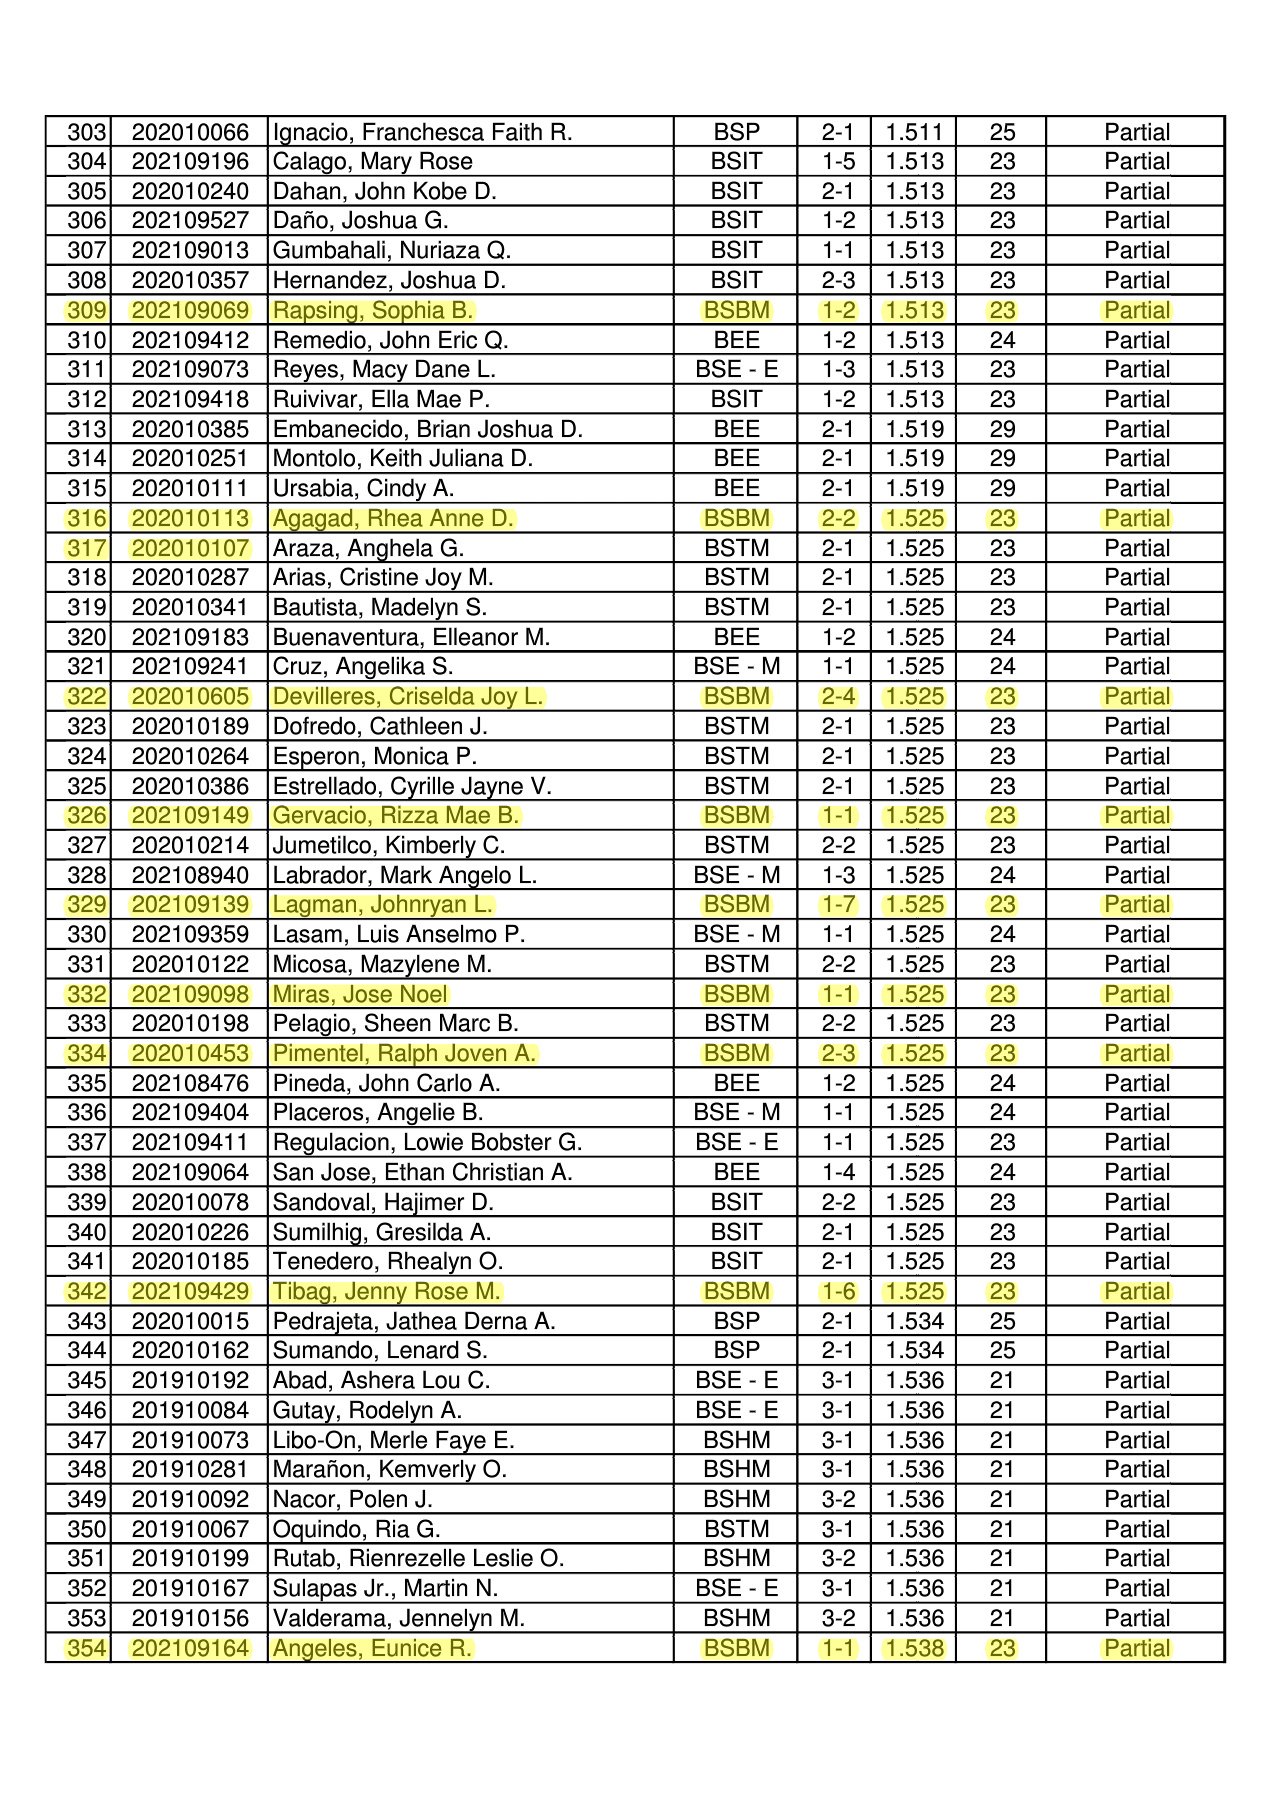 303 202010066 Ignacio, Franchesca Faith R. BSP 2-1 1.511 25 Partial
304 202109196 Calago, Mary Rose BSIT 1-5 1.513 23 Partial
305 202010240 Dahan, John Kobe D. BSIT 2-1 1.513 23 Partial
306 202109527 Daño, Joshua G. BSIT 1-2 1.513 23 Partial
307 202109013 Gumbahali, Nuriaza Q. BSIT 1-1 1.513 23 Partial
308 202010357 Hernandez, Joshua D. BSIT 2-3 1.513 23 Partial
309 202109069 Rapsing, Sophia B. BSBM 1-2 1.513 23 Partial
310 202109412 Remedio, John Eric Q. BEE 1-2 1.513 24 Partial
311 202109073 Reyes, Macy Dane L. BSE - E 1-3 1.513 23 Partial
312 202109418 Ruivivar, Ella Mae P. BSIT 1-2 1.513 23 Partial
313 202010385 Embanecido, Brian Joshua D. BEE 2-1 1.519 29 Partial
314 202010251 Montolo, Keith Juliana D. BEE 2-1 1.519 29 Partial
315 202010111 Ursabia, Cindy A. BEE 2-1 1.519 29 Partial
316 202010113 Agagad, Rhea Anne D. BSBM 2-2 1.525 23 Partial
317 202010107 Araza, Anghela G. BSTM 2-1 1.525 23 Partial
318 202010287 Arias, Cristine Joy M. BSTM 2-1 1.525 23 Partial
319 202010341 Bautista, Madelyn S. BSTM 2-1 1.525 23 Partial
320 202109183 Buenaventura, Elleanor M. BEE 1-2 1.525 24 Partial
321 202109241 Cruz, Angelika S. BSE - M 1-1 1.525 24 Partial
322 202010605 Devilleres, Criselda Joy L. BSBM 2-4 1.525 23 Partial
323 202010189 Dofredo, Cathleen J. BSTM 2-1 1.525 23 Partial
324 202010264 Esperon, Monica P. BSTM 2-1 1.525 23 Partial
325 202010386 Estrellado, Cyrille Jayne V. BSTM 2-1 1.525 23 Partial
326 202109149 Gervacio, Rizza Mae B. BSBM 1-1 1.525 23 Partial
327 202010214 Jumetilco, Kimberly C. BSTM 2-2 1.525 23 Partial
328 202108940 Labrador, Mark Angelo L. BSE - M 1-3 1.525 24 Partial
329 202109139 Lagman, Johnryan L. BSBM 1-7 1.525 23 Partial
330 202109359 Lasam, Luis Anselmo P. BSE - M 1-1 1.525 24 Partial
331 202010122 Micosa, Mazylene M. BSTM 2-2 1.525 23 Partial
332 202109098 Miras, Jose Noel BSBM 1-1 1.525 23 Partial
333 202010198 Pelagio, Sheen Marc B. BSTM 2-2 1.525 23 Partial
334 202010453 Pimentel, Ralph Joven A. BSBM 2-3 1.525 23 Partial
335 202108476 Pineda, John Carlo A. BEE 1-2 1.525 24 Partial
336 202109404 Placeros, Angelie B. BSE - M 1-1 1.525 24 Partial
337 202109411 Regulacion, Lowie Bobster G. BSE - E 1-1 1.525 23 Partial
338 202109064 San Jose, Ethan Christian A. BEE 1-4 1.525 24 Partial
339 202010078 Sandoval, Hajimer D. BSIT 2-2 1.525 23 Partial
340 202010226 Sumilhig, Gresilda A. BSIT 2-1 1.525 23 Partial
341 202010185 Tenedero, Rhealyn O. BSIT 2-1 1.525 23 Partial
342 202109429 Tibag, Jenny Rose M. BSBM 1-6 1.525 23 Partial
343 202010015 Pedrajeta, Jathea Derna A. BSP 2-1 1.534 25 Partial
344 202010162 Sumando, Lenard S. BSP 2-1 1.534 25 Partial
345 201910192 Abad, Ashera Lou C. BSE - E 3-1 1.536 21 Partial
346 201910084 Gutay, Rodelyn A. BSE - E 3-1 1.536 21 Partial
347 201910073 Libo-On, Merle Faye E. BSHM 3-1 1.536 21 Partial
348 201910281 Marañon, Kemverly O. BSHM 3-1 1.536 21 Partial
349 201910092 Nacor, Polen J. BSHM 3-2 1.536 21 Partial
350 201910067 Oquindo, Ria G. BSTM 3-1 1.536 21 Partial
351 201910199 Rutab, Rienrezelle Leslie O. BSHM 3-2 1.536 21 Partial
352 201910167 Sulapas Jr., Martin N. BSE - E 3-1 1.536 21 Partial
353 201910156 Valderama, Jennelyn M. BSHM 3-2 1.536 21 Partial
354 202109164 Angeles, Eunice R. BSBM 1-1 1.538 23 Partial